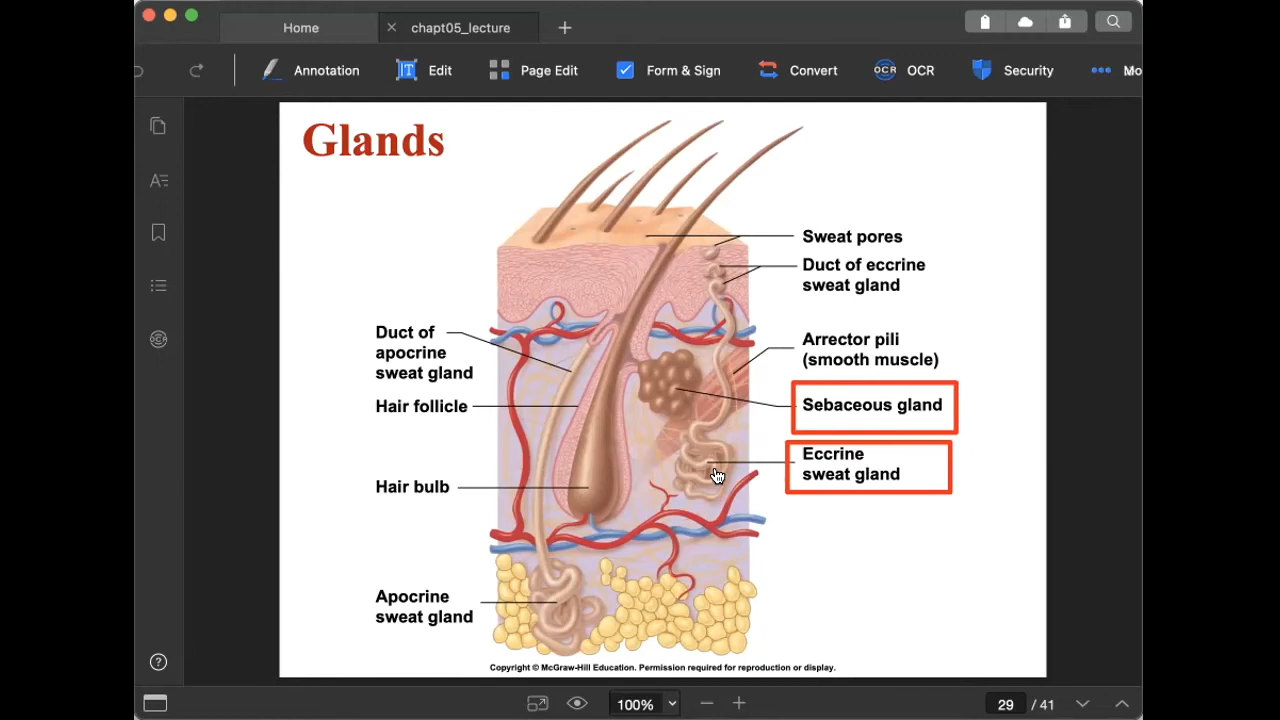 Home
chapt05_lecture
Annotation
Edit
Page Edit
Form & Sign
Convert
OCR
OCR
Security
Mo
Glands
Sweat pores
Duct of eccrine
sweat gland
Arrector pili
(smooth muscle)
Sebaceous gland
Eccrine
sweat gland
Duct of
apocrine
sweat gland
Hair follicle
Hair bulb
Apocrine
sweat gland
Copyright © McGraw-Hill Education. Permission required for reproduction or display.
100%
29 / 41